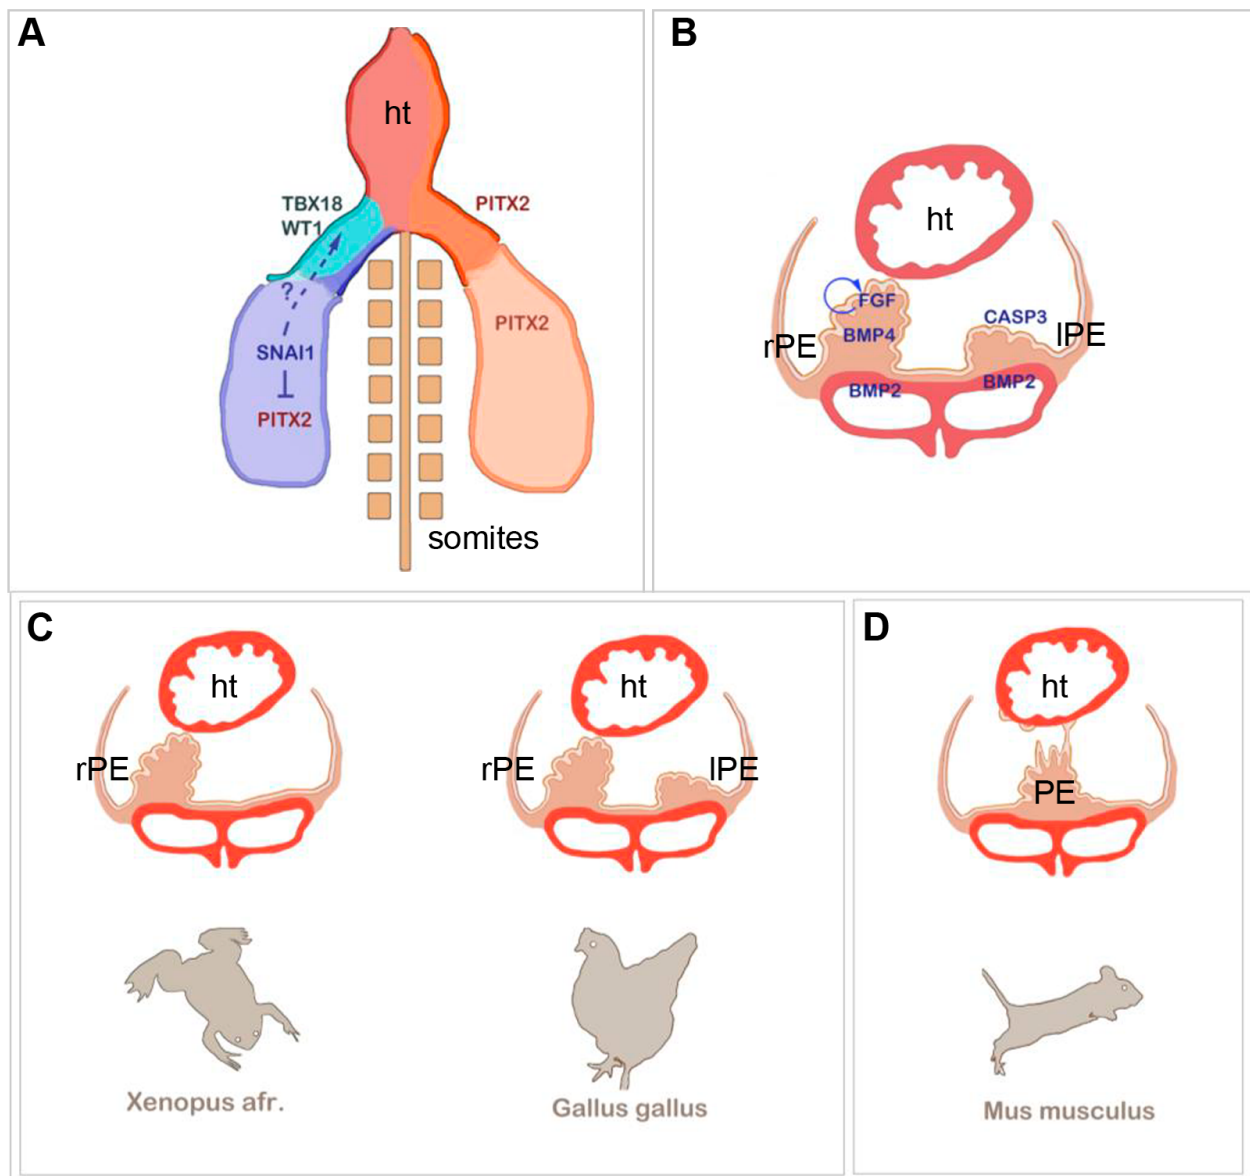 A
ht
TBX18
WT1
PITX2
?
SNAI1
PITX2
PITX2
somites
B
ht
FGF
BMP4
rPE
CASP3
lPE
BMP2
BMP2
C
ht
rPE
Xenopus afr.
ht
rPE
lPE
Gallus gallus
D
ht
PE
Mus musculus